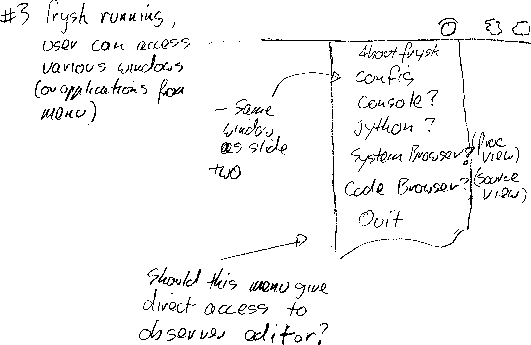 #3 Frysk running,
user can access
various windows
(or applications from
menu)
About frysk
config
console?
Jython?
System Browser? (Proc
view)
Code Browser? (source
view)
Quit
- Same
window
as slide
two
Should this menu give
direct access to
observer editor?